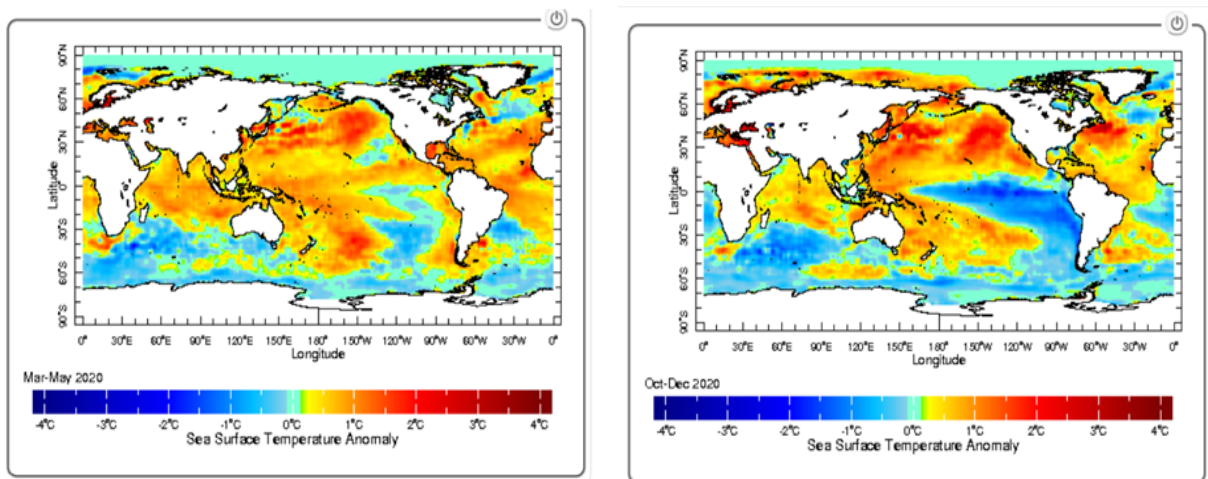 90°N
60°N
30°N
0°
30°S
60°S
90°S
Latitude
0° 30°E 60°E 90°E 120°E 150°E 180° 150°W 120°W 90°W 60°W 30°W 0°
Longitude
Mar-May 2020
-4°C -3°C -2°C -1°C 0°C 1°C 2°C 3°C 4°C
Sea Surface Temperature Anomaly
90°N
60°N
30°N
0°
30°S
60°S
90°S
Latitude
0° 30°E 60°E 90°E 120°E 150°E 180° 150°W 120°W 90°W 60°W 30°W 0°
Longitude
Oct-Dec 2020
-4°C -3°C -2°C -1°C 0°C 1°C 2°C 3°C 4°C
Sea Surface Temperature Anomaly